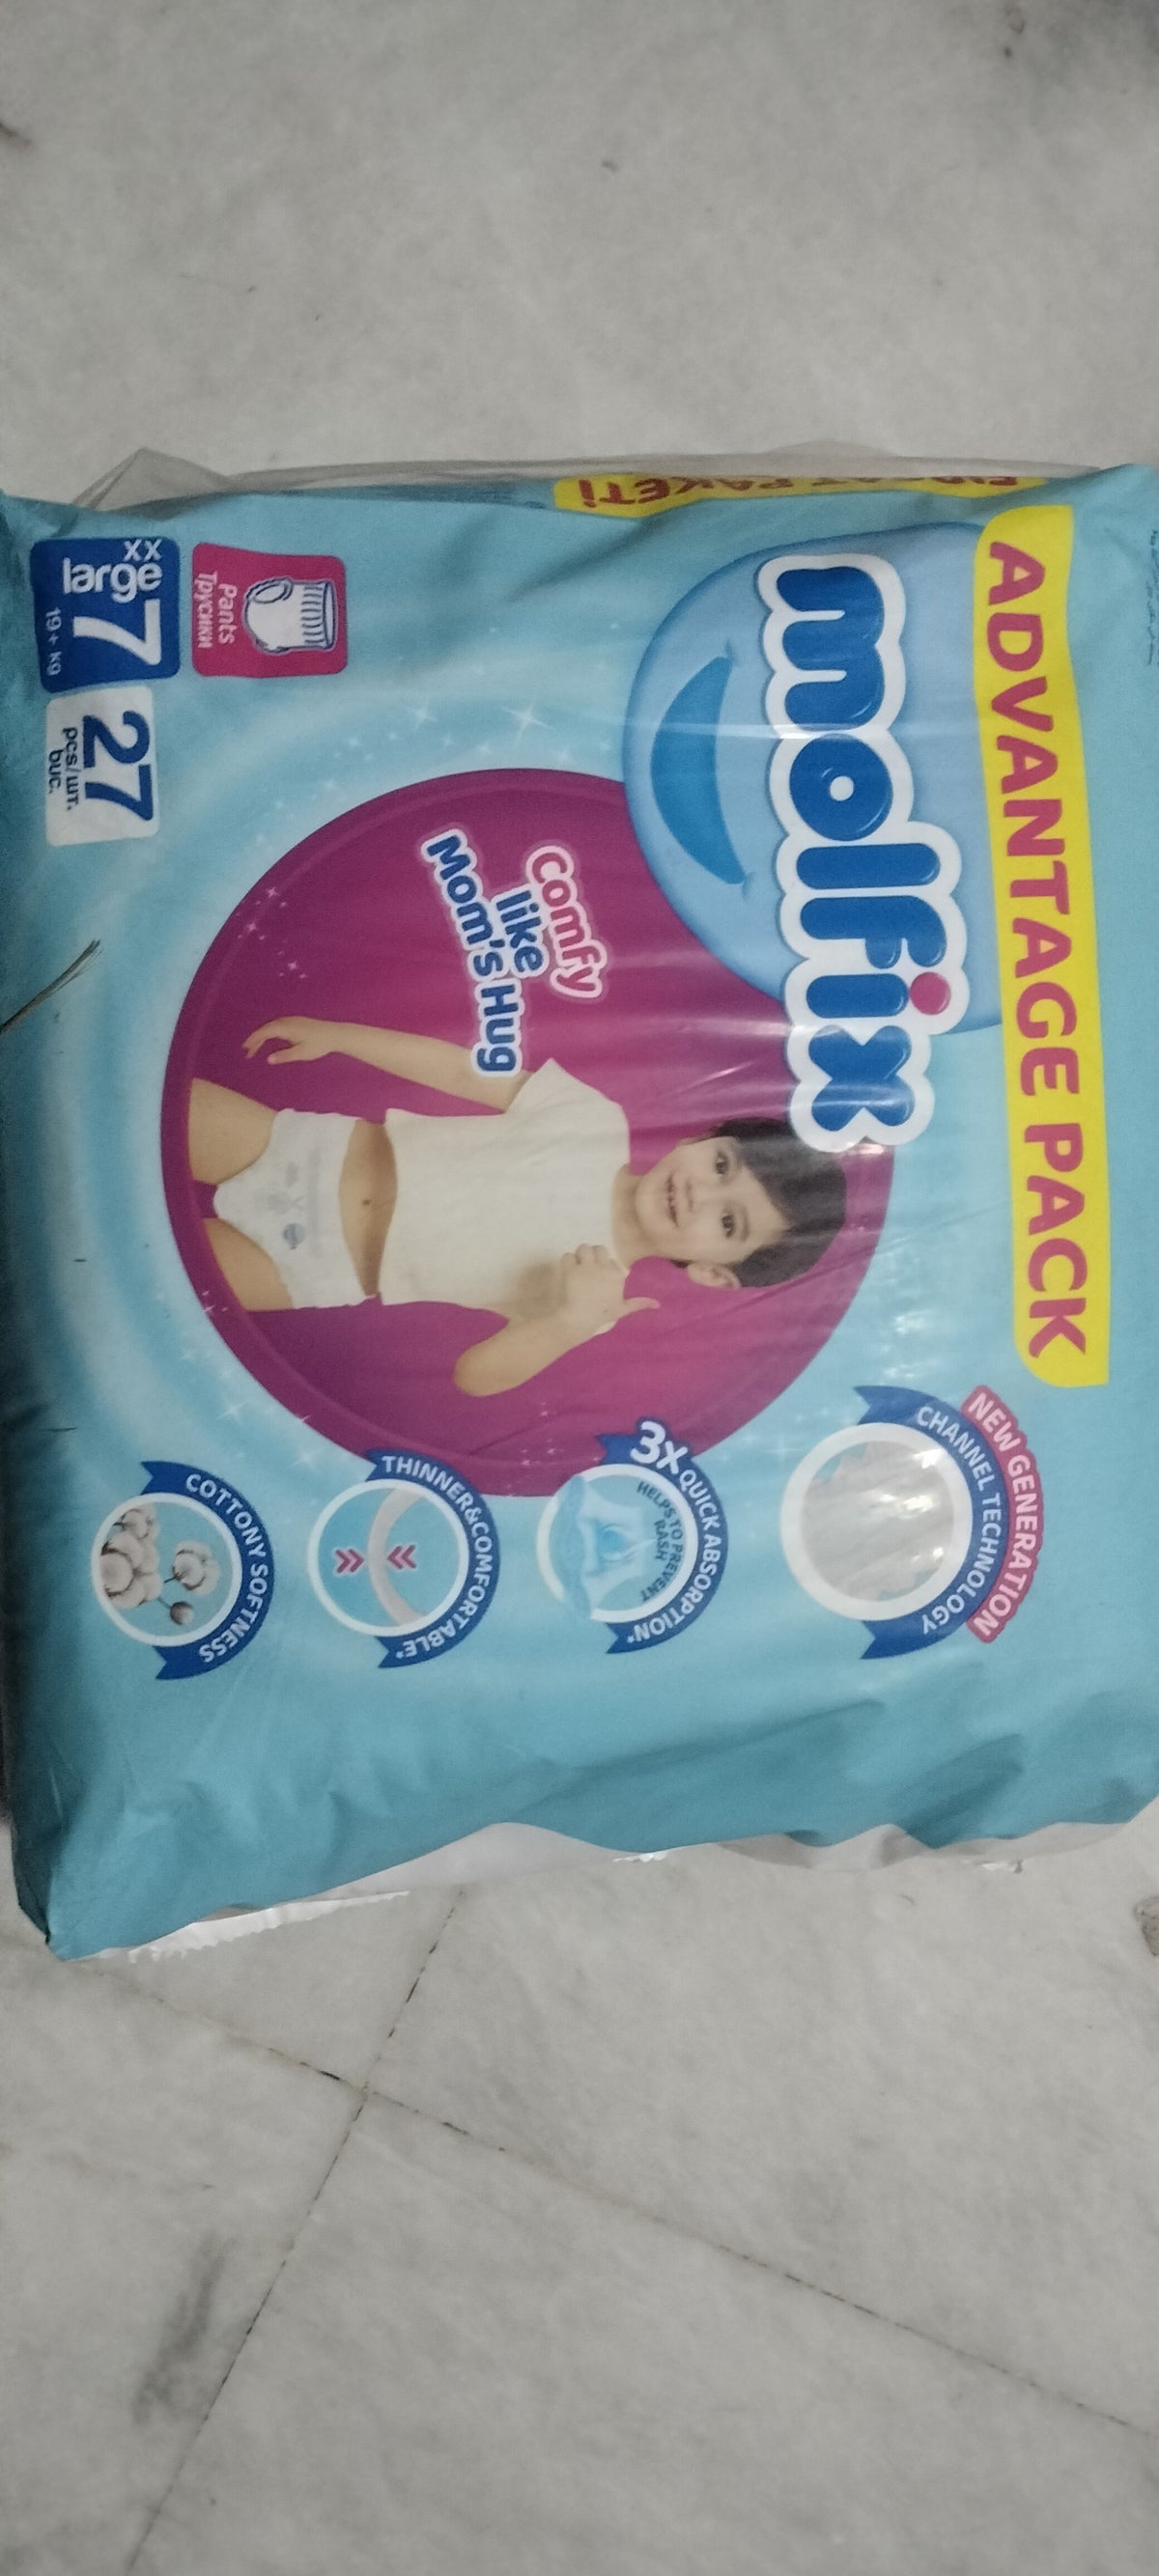 ADVANTAGE PACK
molfix
Comfy
like
Mom's Hug
NEW GENERATION
CHANNEL TECHNOLOGY
3X QUICK ABSORPTION*
HELPS TO PREVENT
RASH
THINNER&COMFORTABLE*
COTTONY SOFTNESS
Pants
Трусики
XX
large
7
19+ kg
27
pcs/шт.
buc.
PAKETİ